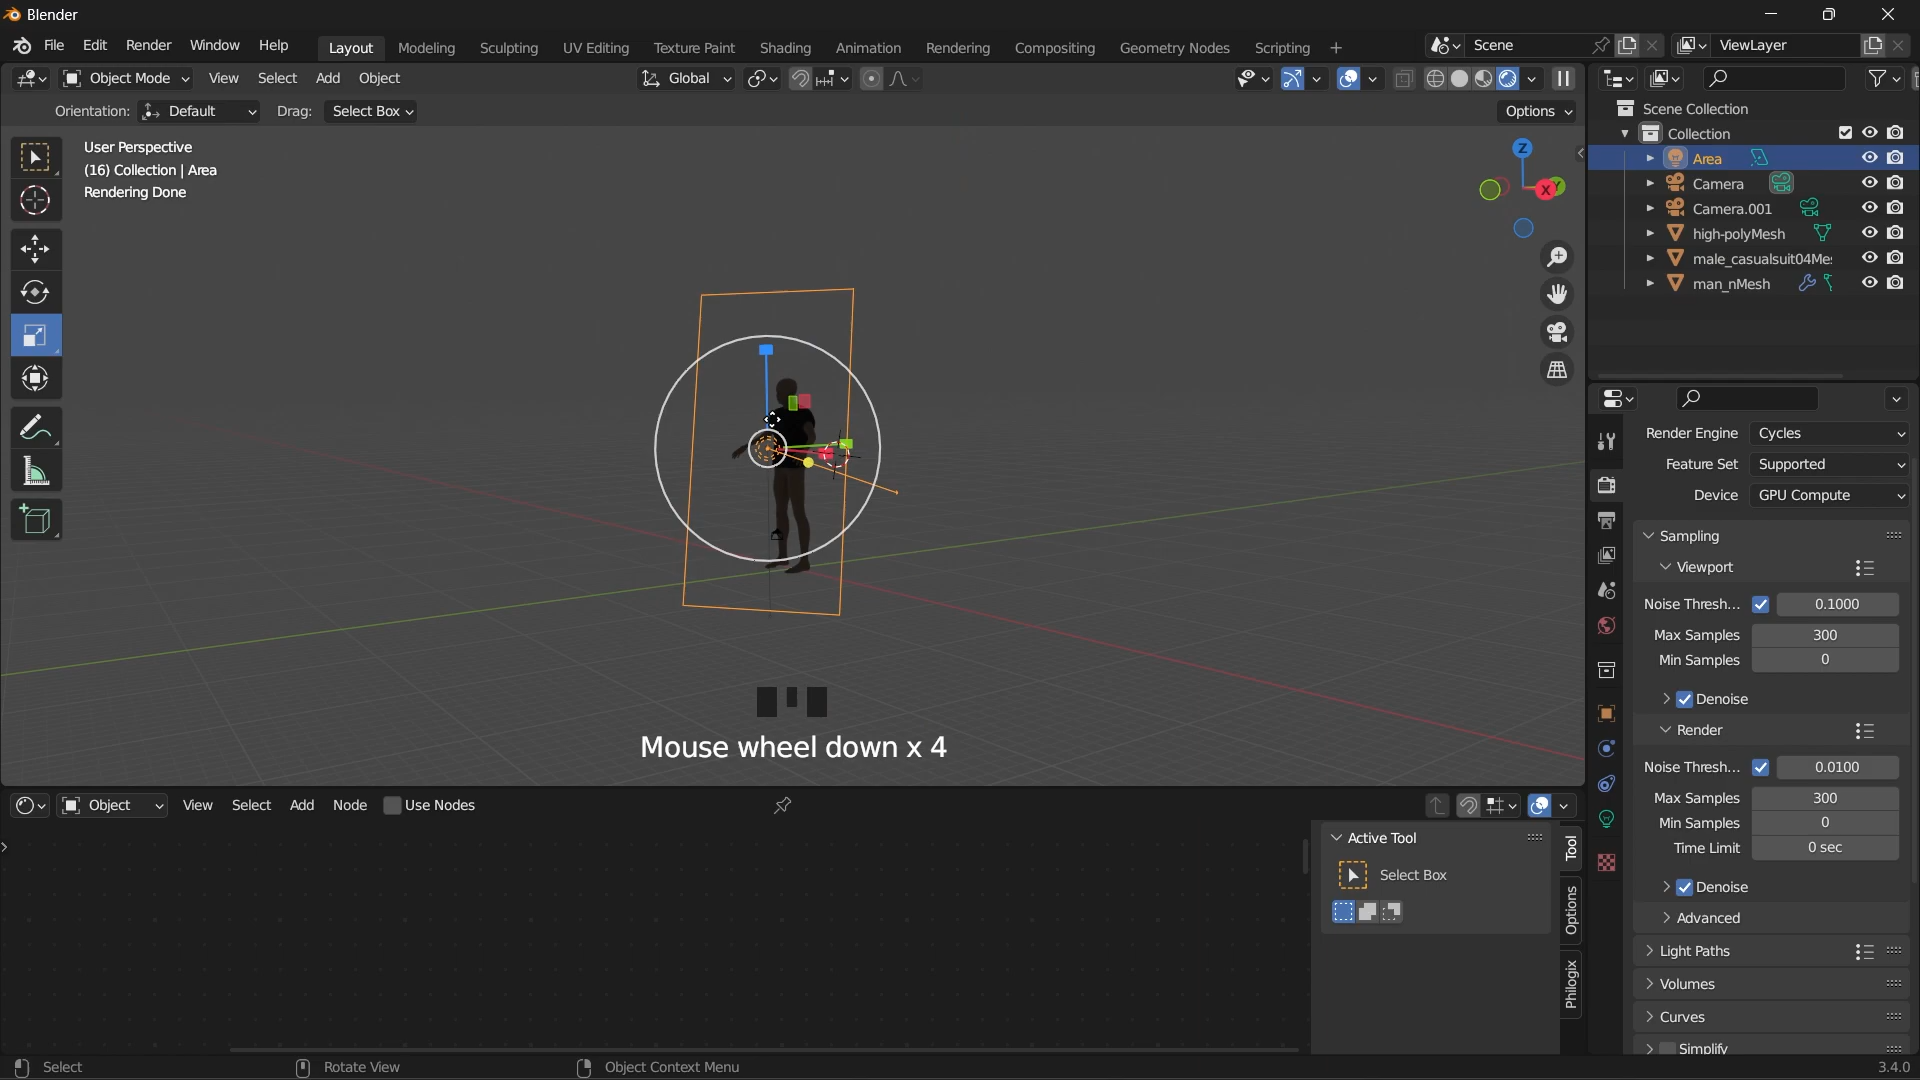 Blender
File Edit Render Window Help Layout Modeling Sculpting UV Editing Texture Paint Shading Animation Rendering Compositing Geometry Nodes Scripting + Scene ViewLayer
Object Mode View Select Add Object Global
Orientation: Default Drag: Select Box Options
User Perspective
(16) Collection | Area
Rendering Done
Z
X
Y
Mouse wheel down x 4
Scene Collection
Collection
Area
Camera
Camera.001
high-polyMesh
male_casualsuit04Me
man_nMesh
Render Engine Cycles
Feature Set Supported
Device GPU Compute
Sampling
Viewport
Noise Thresh... 0.1000
Max Samples 300
Min Samples 0
Denoise
Render
Noise Thresh... 0.0100
Max Samples 300
Min Samples 0
Time Limit 0 sec
Denoise
Advanced
Light Paths
Volumes
Curves
Simplify
Object View Select Add Node Use Nodes
Active Tool
Select Box
Tool
Options
Philogix
Select Rotate View Object Context Menu 3.4.0